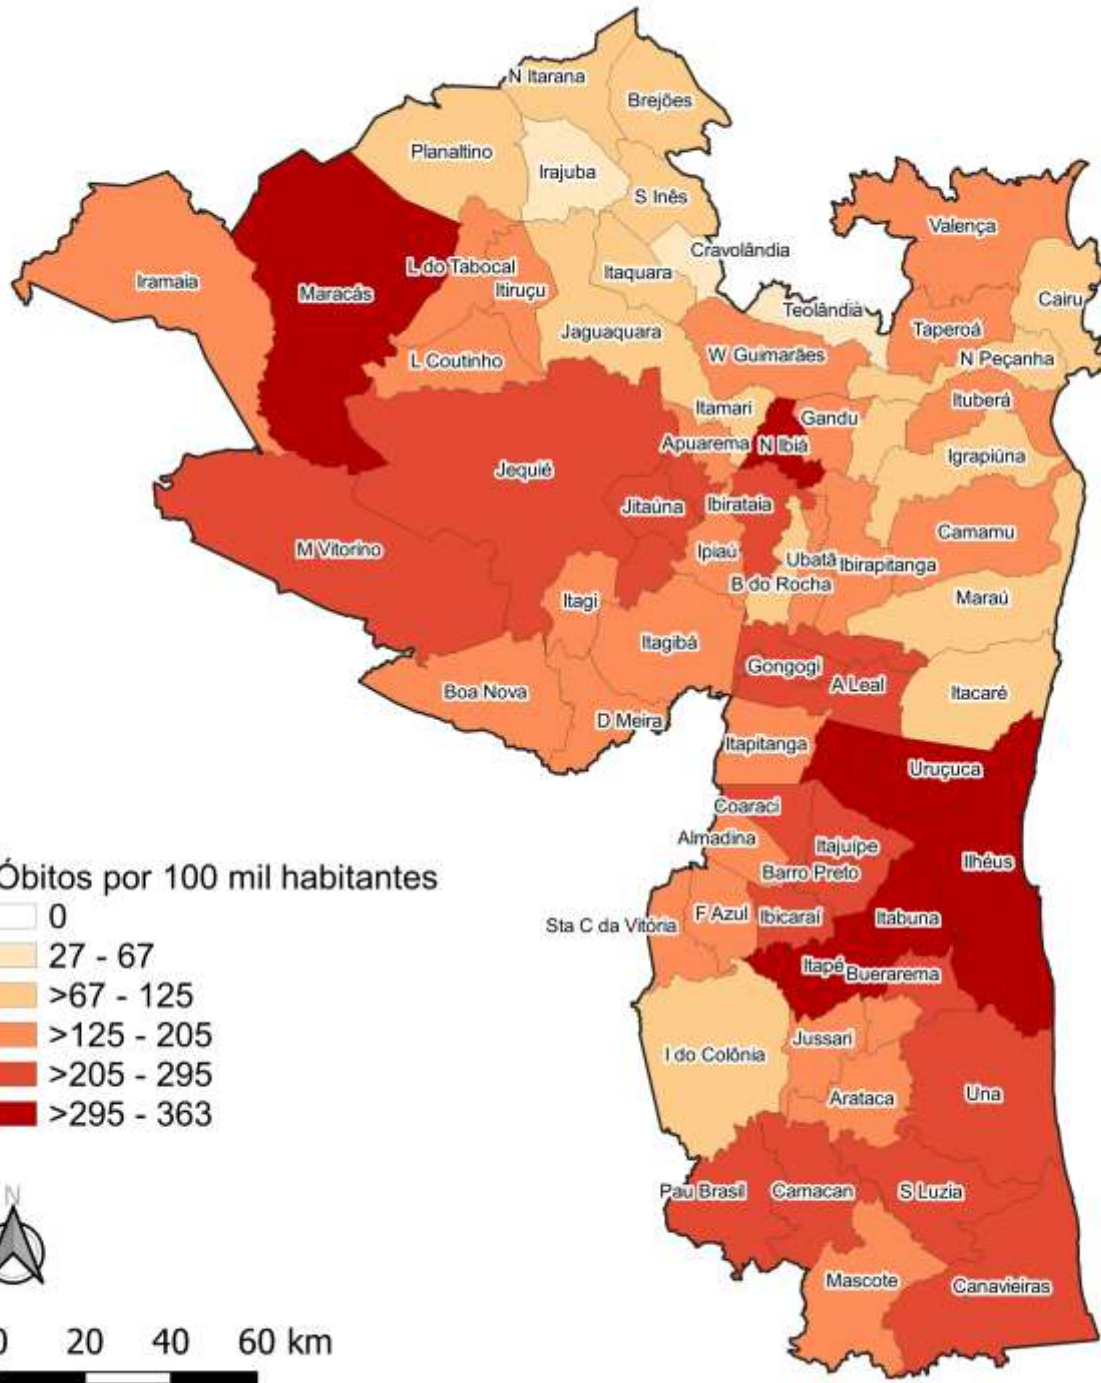 N Itarana
Brejões
Planaltino
Irajuba
S Inês
Valença
Cravolândia
L do Tabocal
Itaquara
Iramaia
Itiruçu
Maracás
Cairu
Teolândia
Jaguaquara
Taperoá
W Guimarães
N Peçanha
L Coutinho
Ituberá
Itamari
Gandu
Apuarema
N Ibiá
Igrapiúna
Jequié
Jitaúna
Ibirataia
Camamu
M Vitorino
Ipiaú
Ubatã
Ibirapitanga
B do Rocha
Maraú
Itagi
Itagibá
Gongogi
A Leal
Boa Nova
Itacaré
D Meira
Itapitanga
Uruçuca
Coaraci
Almadina
Itajuípe
Ilhéus
Barro Preto
Óbitos por 100 mil habitantes
0
27 - 67
>67 - 125
>125 - 205
>205 - 295
>295 - 363
Sta C da Vitória
F Azul
Ibicaraí
Itabuna
Itapé
Buerarema
Jussari
I do Colônia
Arataca
Una
Pau Brasil
Camacan
S Luzia
N
Mascote
Canavieiras
0 20 40 60 km